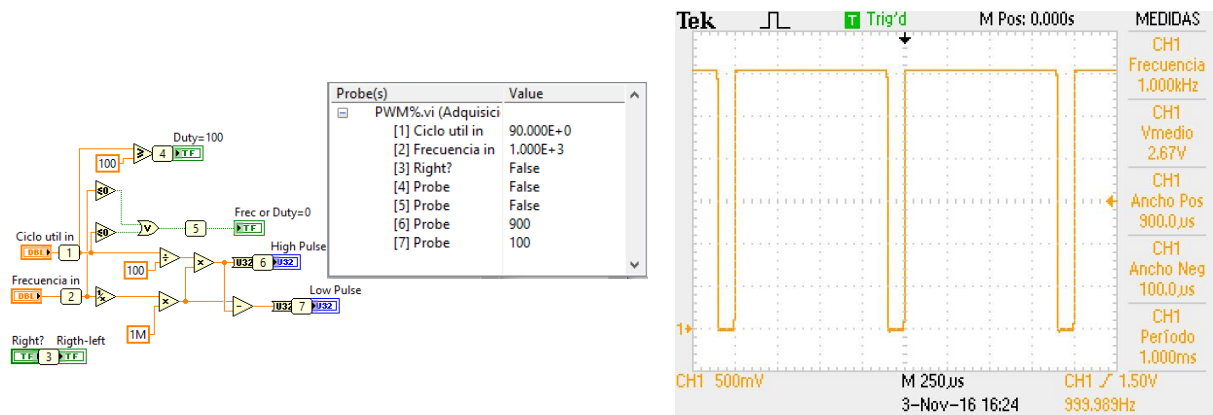 Duty=100
100
≥
4
TF
≤0
Frec or Duty=0
≤0
V
5
TF
Ciclo util in
DBL
1
÷
100
×
High Pulse
U32
6
U32
Frecuencia in
DBL
2
1/x
×
−
Low Pulse
U32
7
U32
1M
Right? Rigth-left
TF
3
TF
Probe(s) Value
PWM%.vi (Adquisici
[1] Ciclo util in 90.000E+0
[2] Frecuencia in 1.000E+3
[3] Right? False
[4] Probe False
[5] Probe False
[6] Probe 900
[7] Probe 100
Tek T Trig'd M Pos: 0.000s MEDIDAS
CH1
Frecuencia
1.000kHz
CH1
Vmedio
2.67V
CH1
Ancho Pos
900.0µs
CH1
Ancho Neg
100.0µs
CH1
Período
1.000ms
1
CH1 500mV M 250µs CH1 / 1.50V
3-Nov-16 16:24 999.989Hz